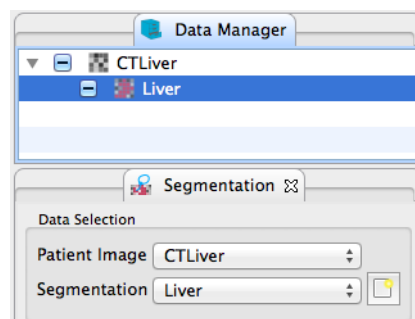 Data Manager
CTLiver
Liver
Segmentation
Data Selection
Patient Image CTLiver
Segmentation Liver